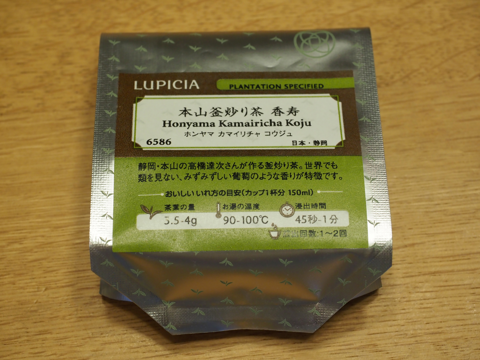 LUPICIA
PLANTATION SPECIFIED
本山釜炒り茶 香寿
Honyama Kamairicha Koju
ホンヤマ カマイリチャ コウジュ
6586 日本・静岡
静岡・本山の高橋達次さんが作る釜炒り茶。世界でも
類を見ない、みずみずしい葡萄のような香りが特徴です。
おいしいいれ方の目安(カップ1杯分 150ml)
茶葉の量 お湯の温度 浸出時間
3.5-4g 90-100℃ 45秒-1分
浸出回数:1~2回